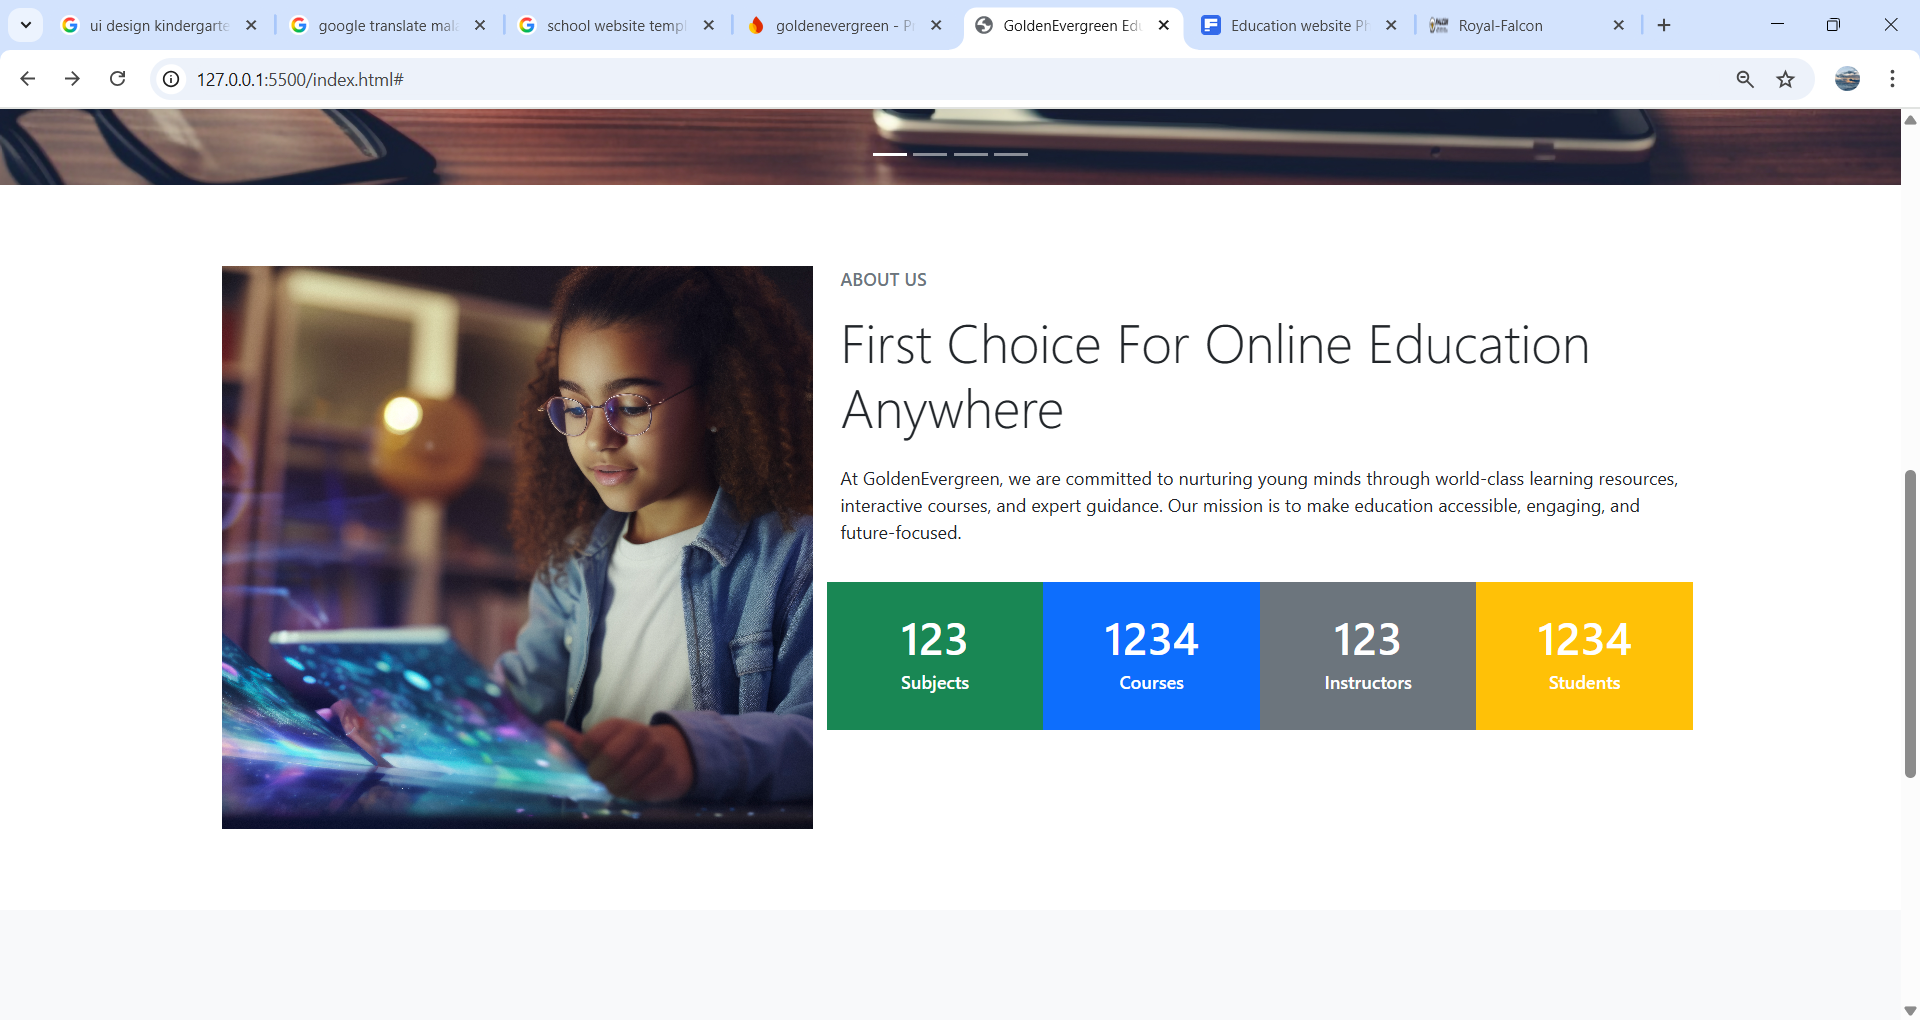 ui design kindergarte
google translate mala
school website templ
goldenevergreen - Pr
GoldenEvergreen Edu
Education website Ph
Royal-Falcon
127.0.0.1:5500/index.html#
ABOUT US
First Choice For Online Education
Anywhere
At GoldenEvergreen, we are committed to nurturing young minds through world-class learning resources,
interactive courses, and expert guidance. Our mission is to make education accessible, engaging, and
future-focused.
123
Subjects
1234
Courses
123
Instructors
1234
Students